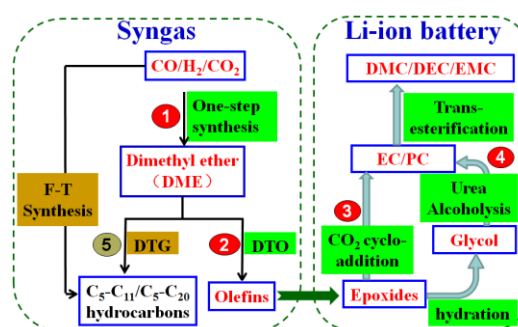 Syngas
CO/H₂/CO₂
1
One-step
synthesis
Dimethyl ether
（DME）
F-T
Synthesis
5
DTG
2
DTO
C₅-C₁₁/C₅-C₂₀
hydrocarbons
Olefins
Li-ion battery
DMC/DEC/EMC
Trans-
esterification
EC/PC
4
3
Urea
Alcoholysis
CO₂ cyclo-
addition
Glycol
Epoxides
hydration